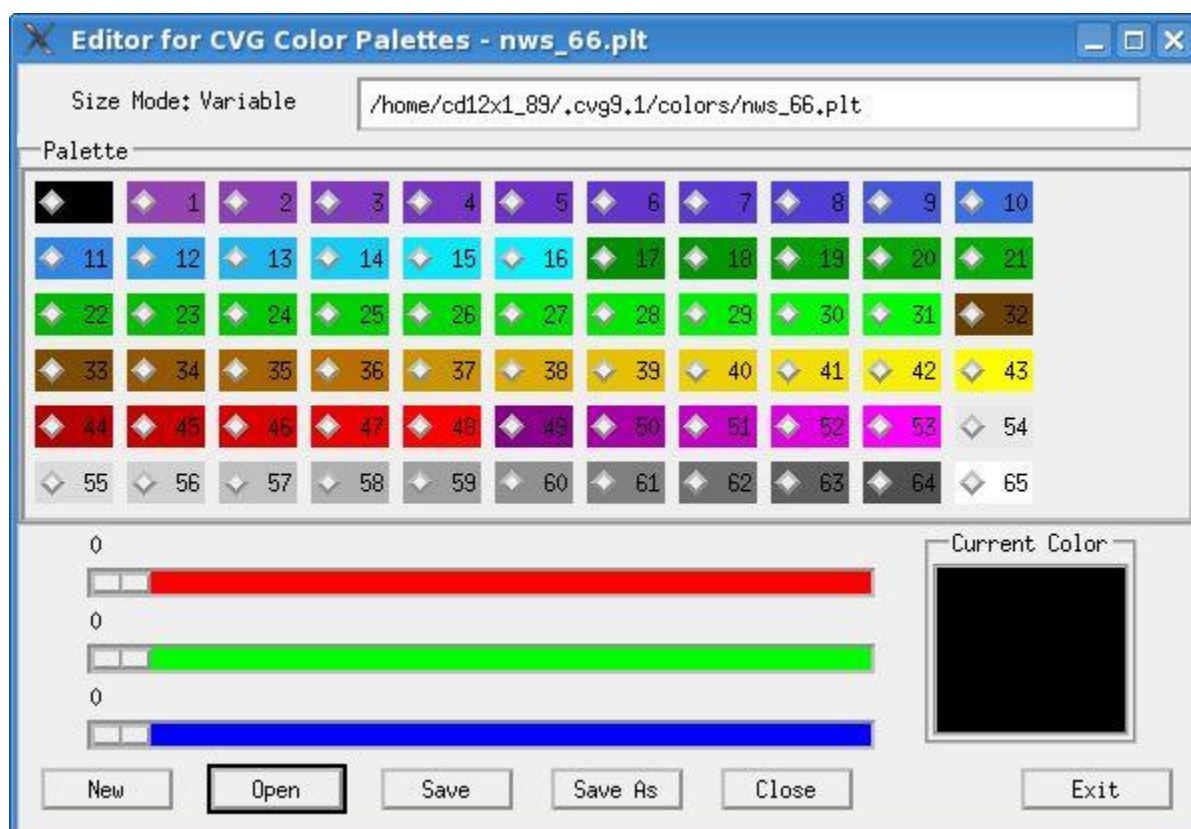 Editor for CVG Color Palettes - nws_66.plt
Size Mode: Variable /home/cd12x1_89/.cvg9.1/colors/nws_66.plt
Palette
1 2 3 4 5 6 7 8 9 10
11 12 13 14 15 16 17 18 19 20 21
22 23 24 25 26 27 28 29 30 31 32
33 34 35 36 37 38 39 40 41 42 43
44 45 46 47 48 49 50 51 52 53 54
55 56 57 58 59 60 61 62 63 64 65
0 Current Color
0
0
New Open Save Save As Close Exit